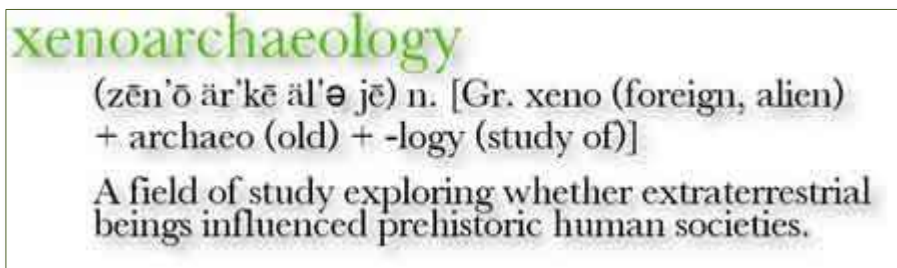 xenoarchaeology
(zēn'ō är'kē äl'ə jē) n. [Gr. xeno (foreign, alien)
+ archaeo (old) + -logy (study of)]
A field of study exploring whether extraterrestrial
beings influenced prehistoric human societies.